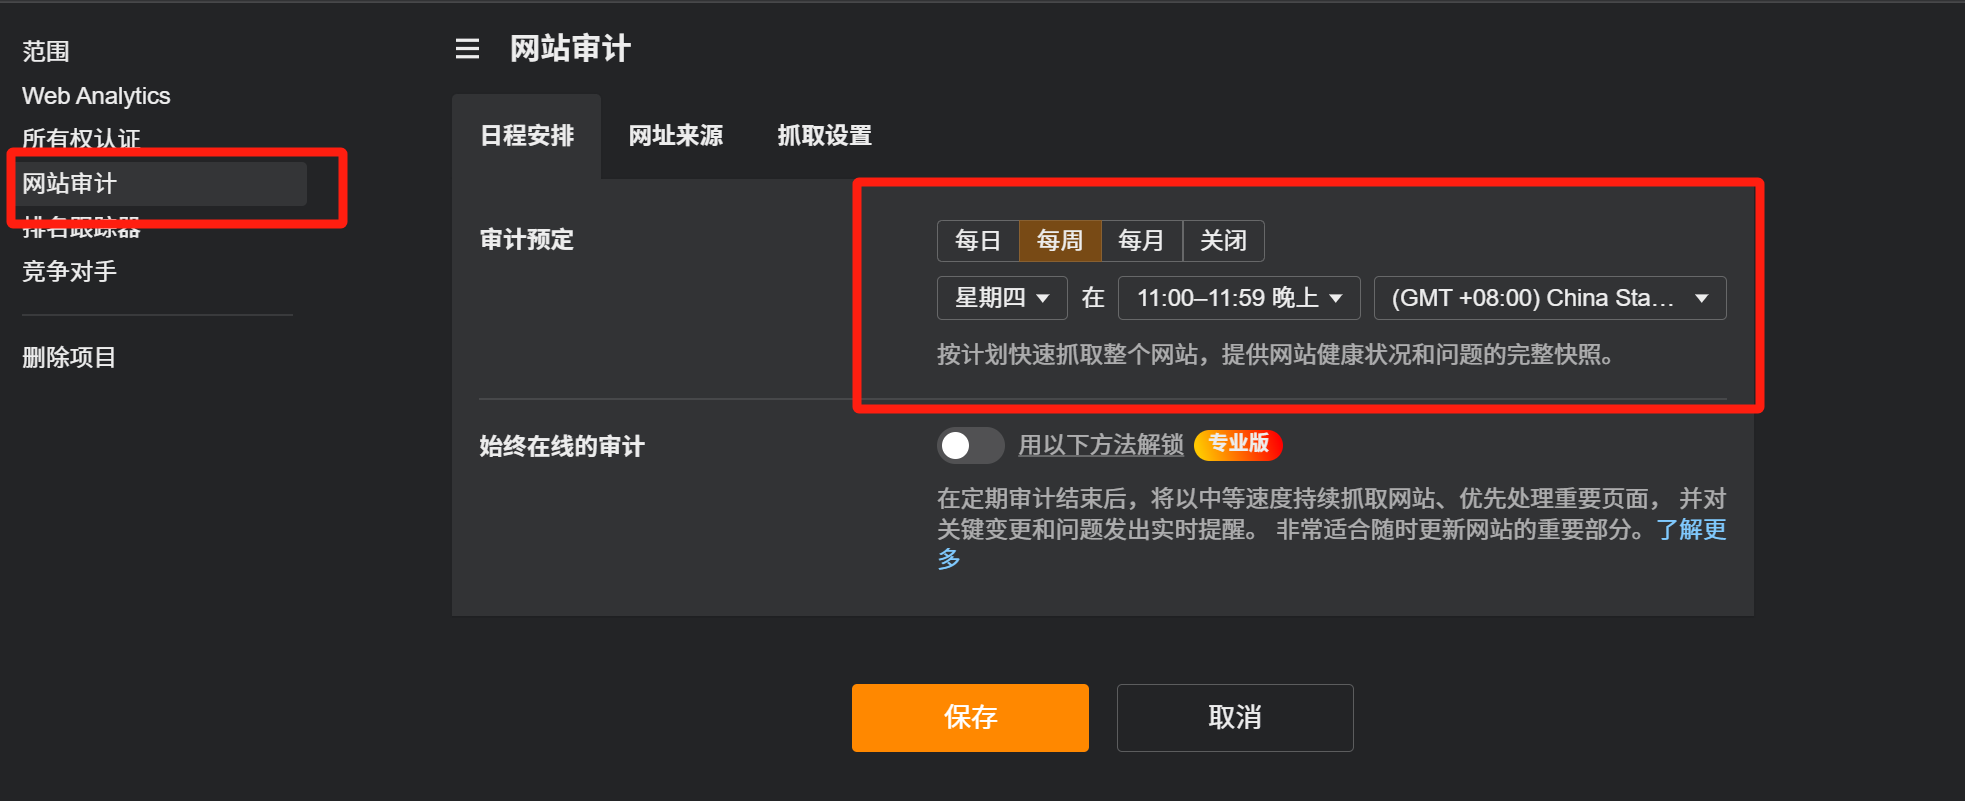 范围
Web Analytics
所有权认证
网站审计
排名跟踪器
竞争对手
删除项目
网站审计
日程安排 网址来源 抓取设置
审计预定
每日 每周 每月 关闭
星期四 在 11:00–11:59 晚上 (GMT +08:00) China Sta...
按计划快速抓取整个网站，提供网站健康状况和问题的完整快照。
始终在线的审计
用以下方法解锁 专业版
在定期审计结束后，将以中等速度持续抓取网站、优先处理重要页面， 并对
关键变更和问题发出实时提醒。 非常适合随时更新网站的重要部分。了解更
多
保存 取消